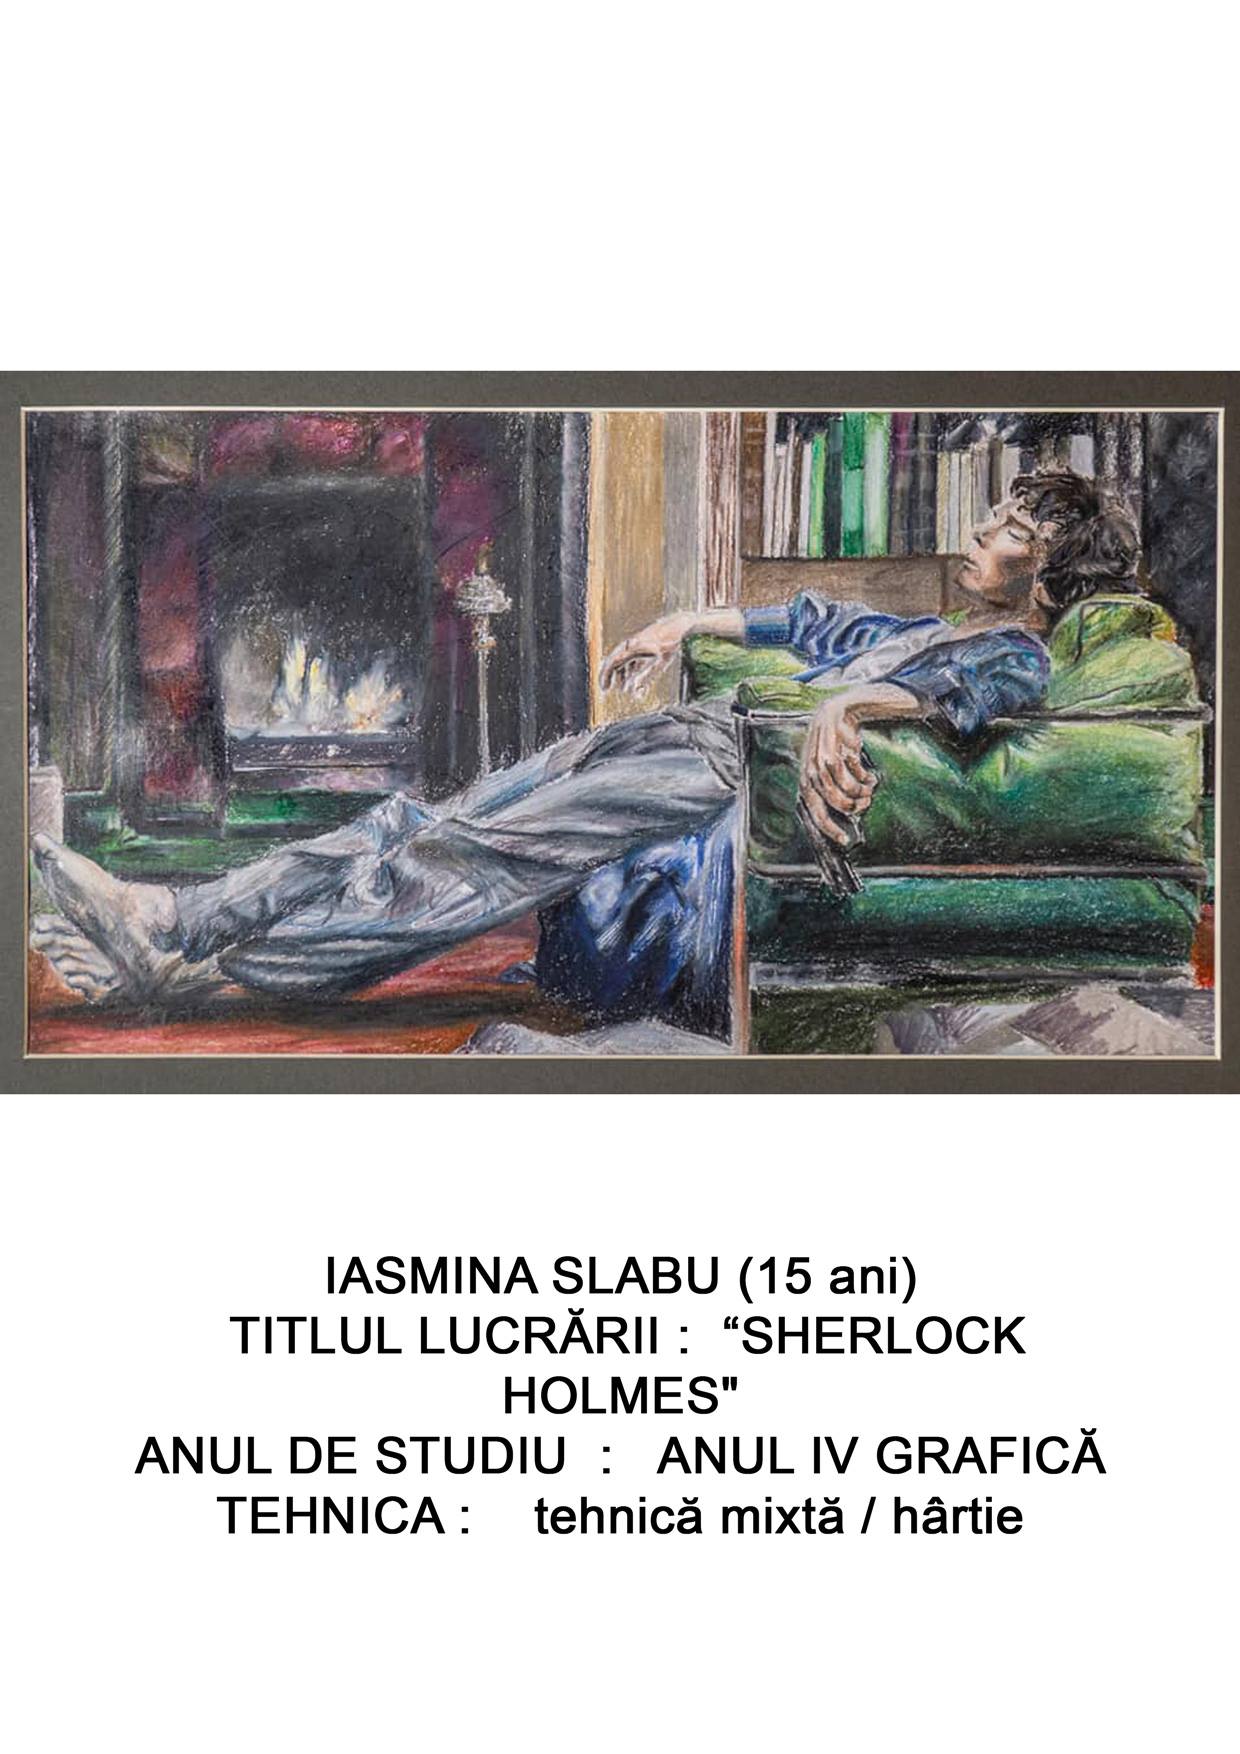 IASMINA SLABU (15 ani)
TITLUL LUCRĂRII :  “SHERLOCK
HOLMES"
ANUL DE STUDIU  :   ANUL IV GRAFICĂ
TEHNICA :    tehnică mixtă / hârtie